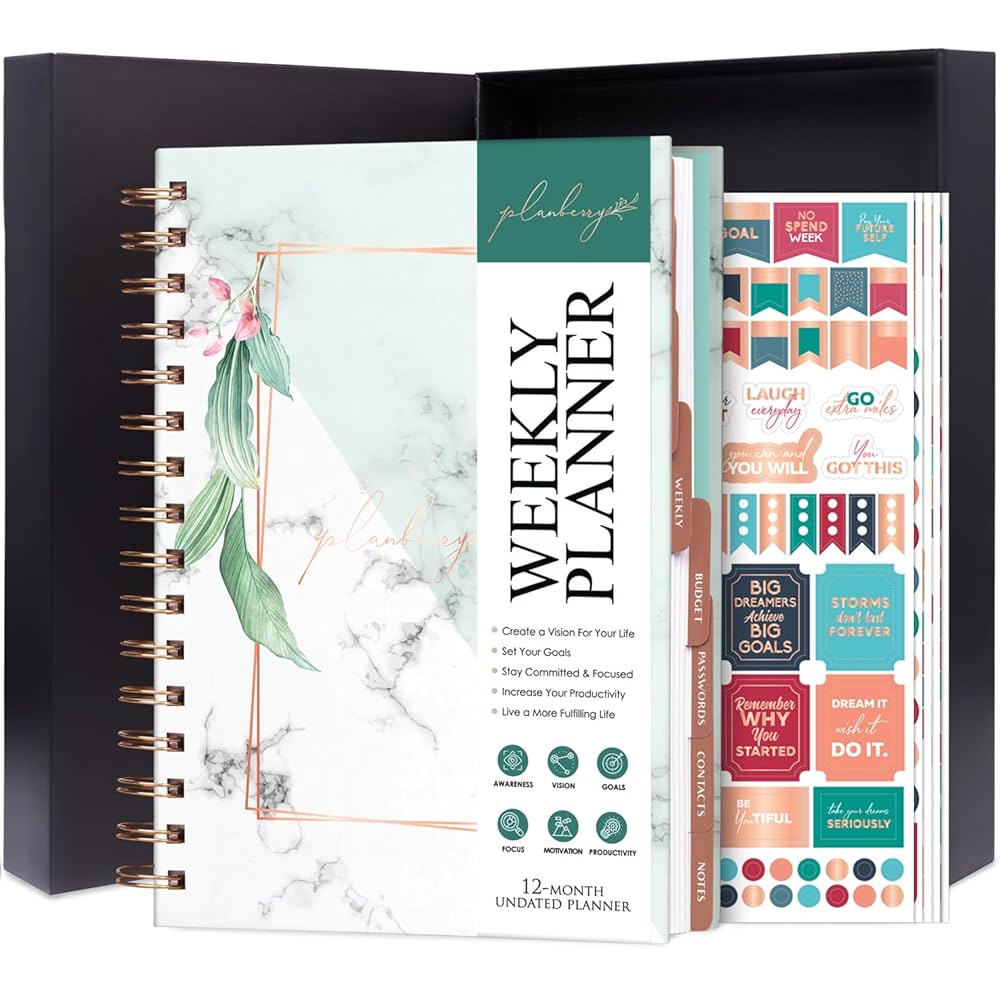 planberry
WEEKLY
PLANNER
planberry
Create a Vision For Your Life
Set Your Goals
Stay Committed & Focused
Increase Your Productivity
Live a More Fulfilling Life
AWARENESS
VISION
GOALS
FOCUS
MOTIVATION
PRODUCTIVITY
12-MONTH
UNDATED PLANNER
WEEKLY
BUDGET
PASSWORDS
CONTACTS
NOTES
GOAL
NO
SPEND
WEEK
Pay Your
FUTURE
SELF
LAUGH
everyday
GO
extra miles
you can and
YOU WILL
You
GOT THIS
BIG
DREAMERS
Achieve
BIG
GOALS
STORMS
don't last
FOREVER
Remember
WHY
You
STARTED
DREAM IT
wish it
DO IT.
BE
YouTIFUL
take your dreams
SERIOUSLY